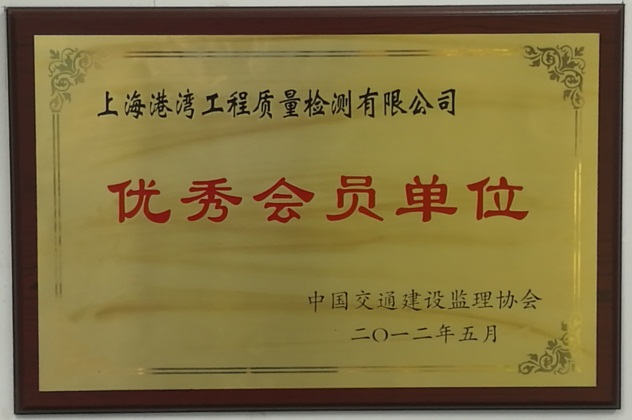 上海港湾工程质量检测有限公司
优秀会员单位
中国交通建设监理协会
二〇一二年五月